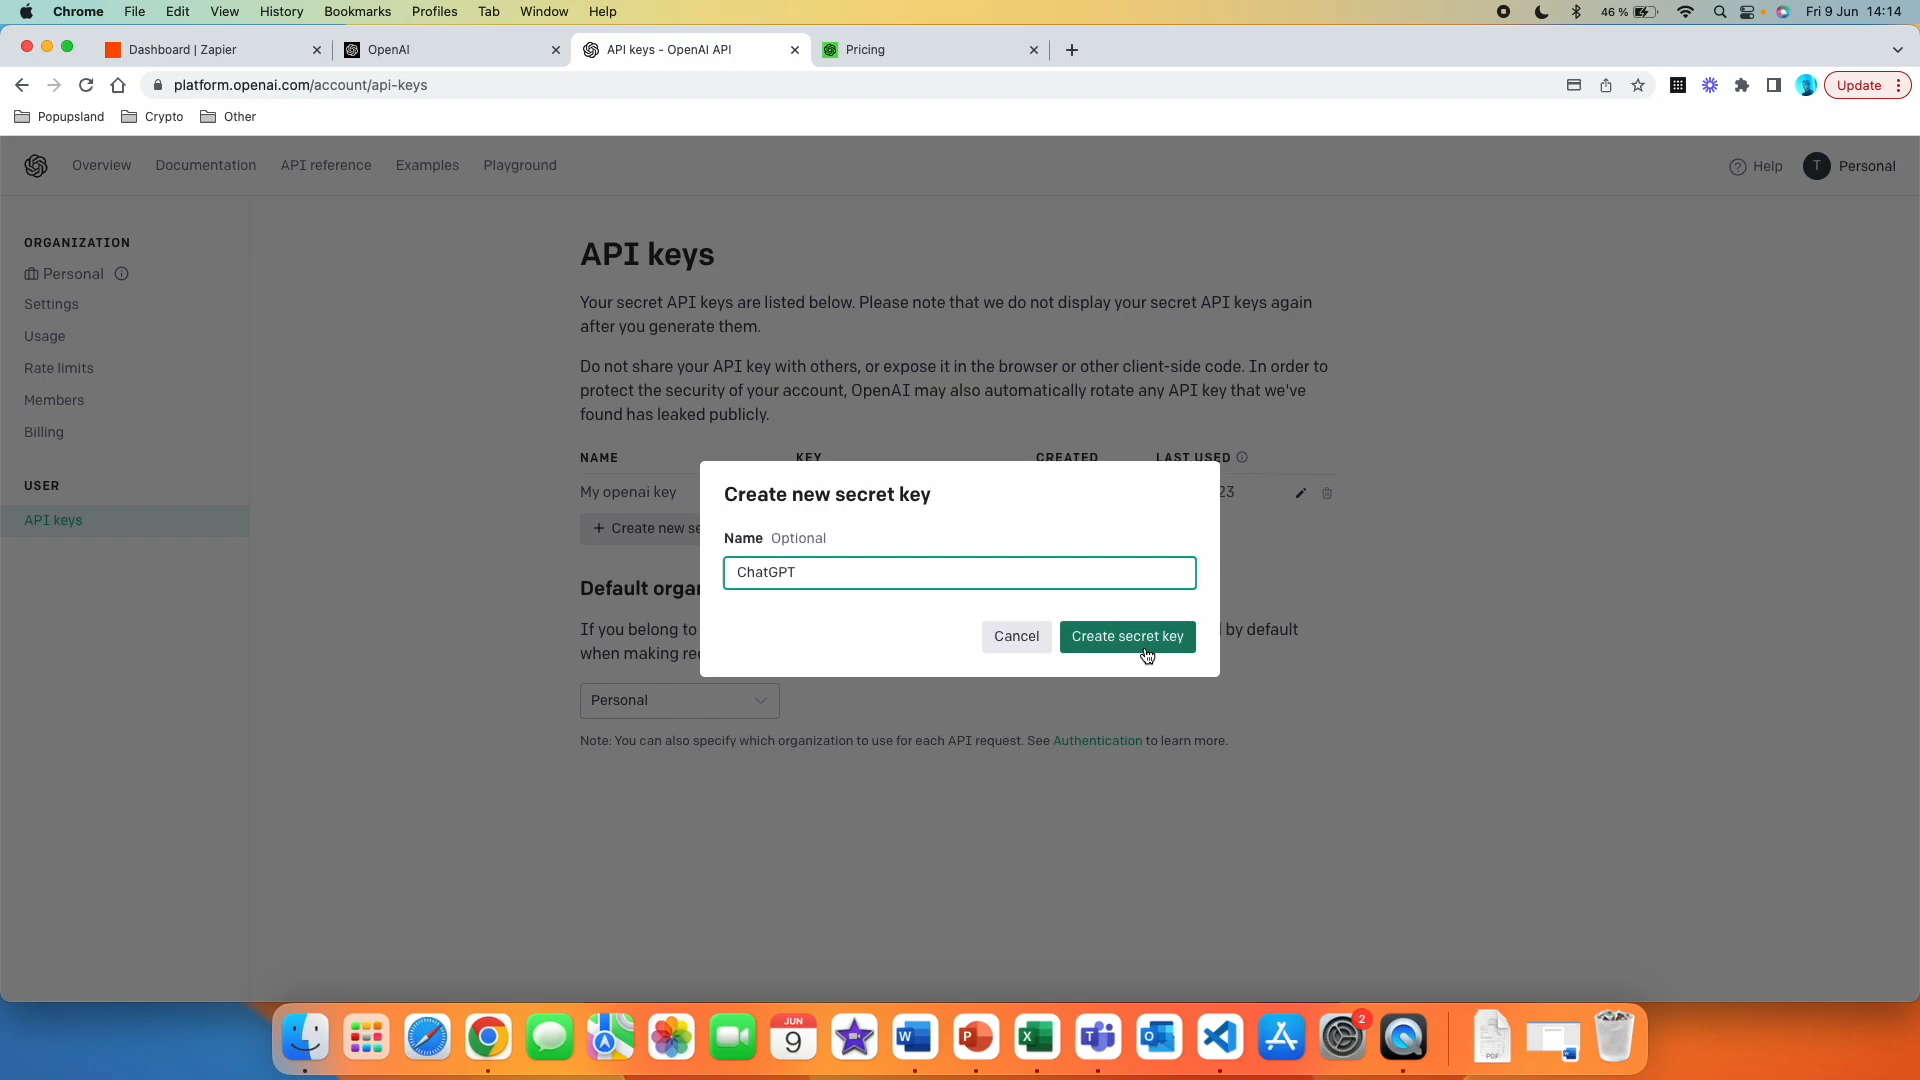 Chrome File Edit View History Bookmarks Profiles Tab Window Help 46 % Fri 9 Jun 14:14
Dashboard | Zapier OpenAI API keys - OpenAI API Pricing
platform.openai.com/account/api-keys Update
Popupsland Crypto Other
Overview Documentation API reference Examples Playground Help T Personal
ORGANIZATION
Personal
Settings
Usage
Rate limits
Members
Billing
USER
API keys
API keys
Your secret API keys are listed below. Please note that we do not display your secret API keys again
after you generate them.
Do not share your API key with others, or expose it in the browser or other client-side code. In order to
protect the security of your account, OpenAI may also automatically rotate any API key that we've
found has leaked publicly.
NAME KEY CREATED LAST USED
My openai key 23
+ Create new se
Default orgar
If you belong to by default
when making re
Personal
Note: You can also specify which organization to use for each API request. See Authentication to learn more.
Create new secret key
Name Optional
ChatGPT
Cancel Create secret key
JUN
9
2
PDF